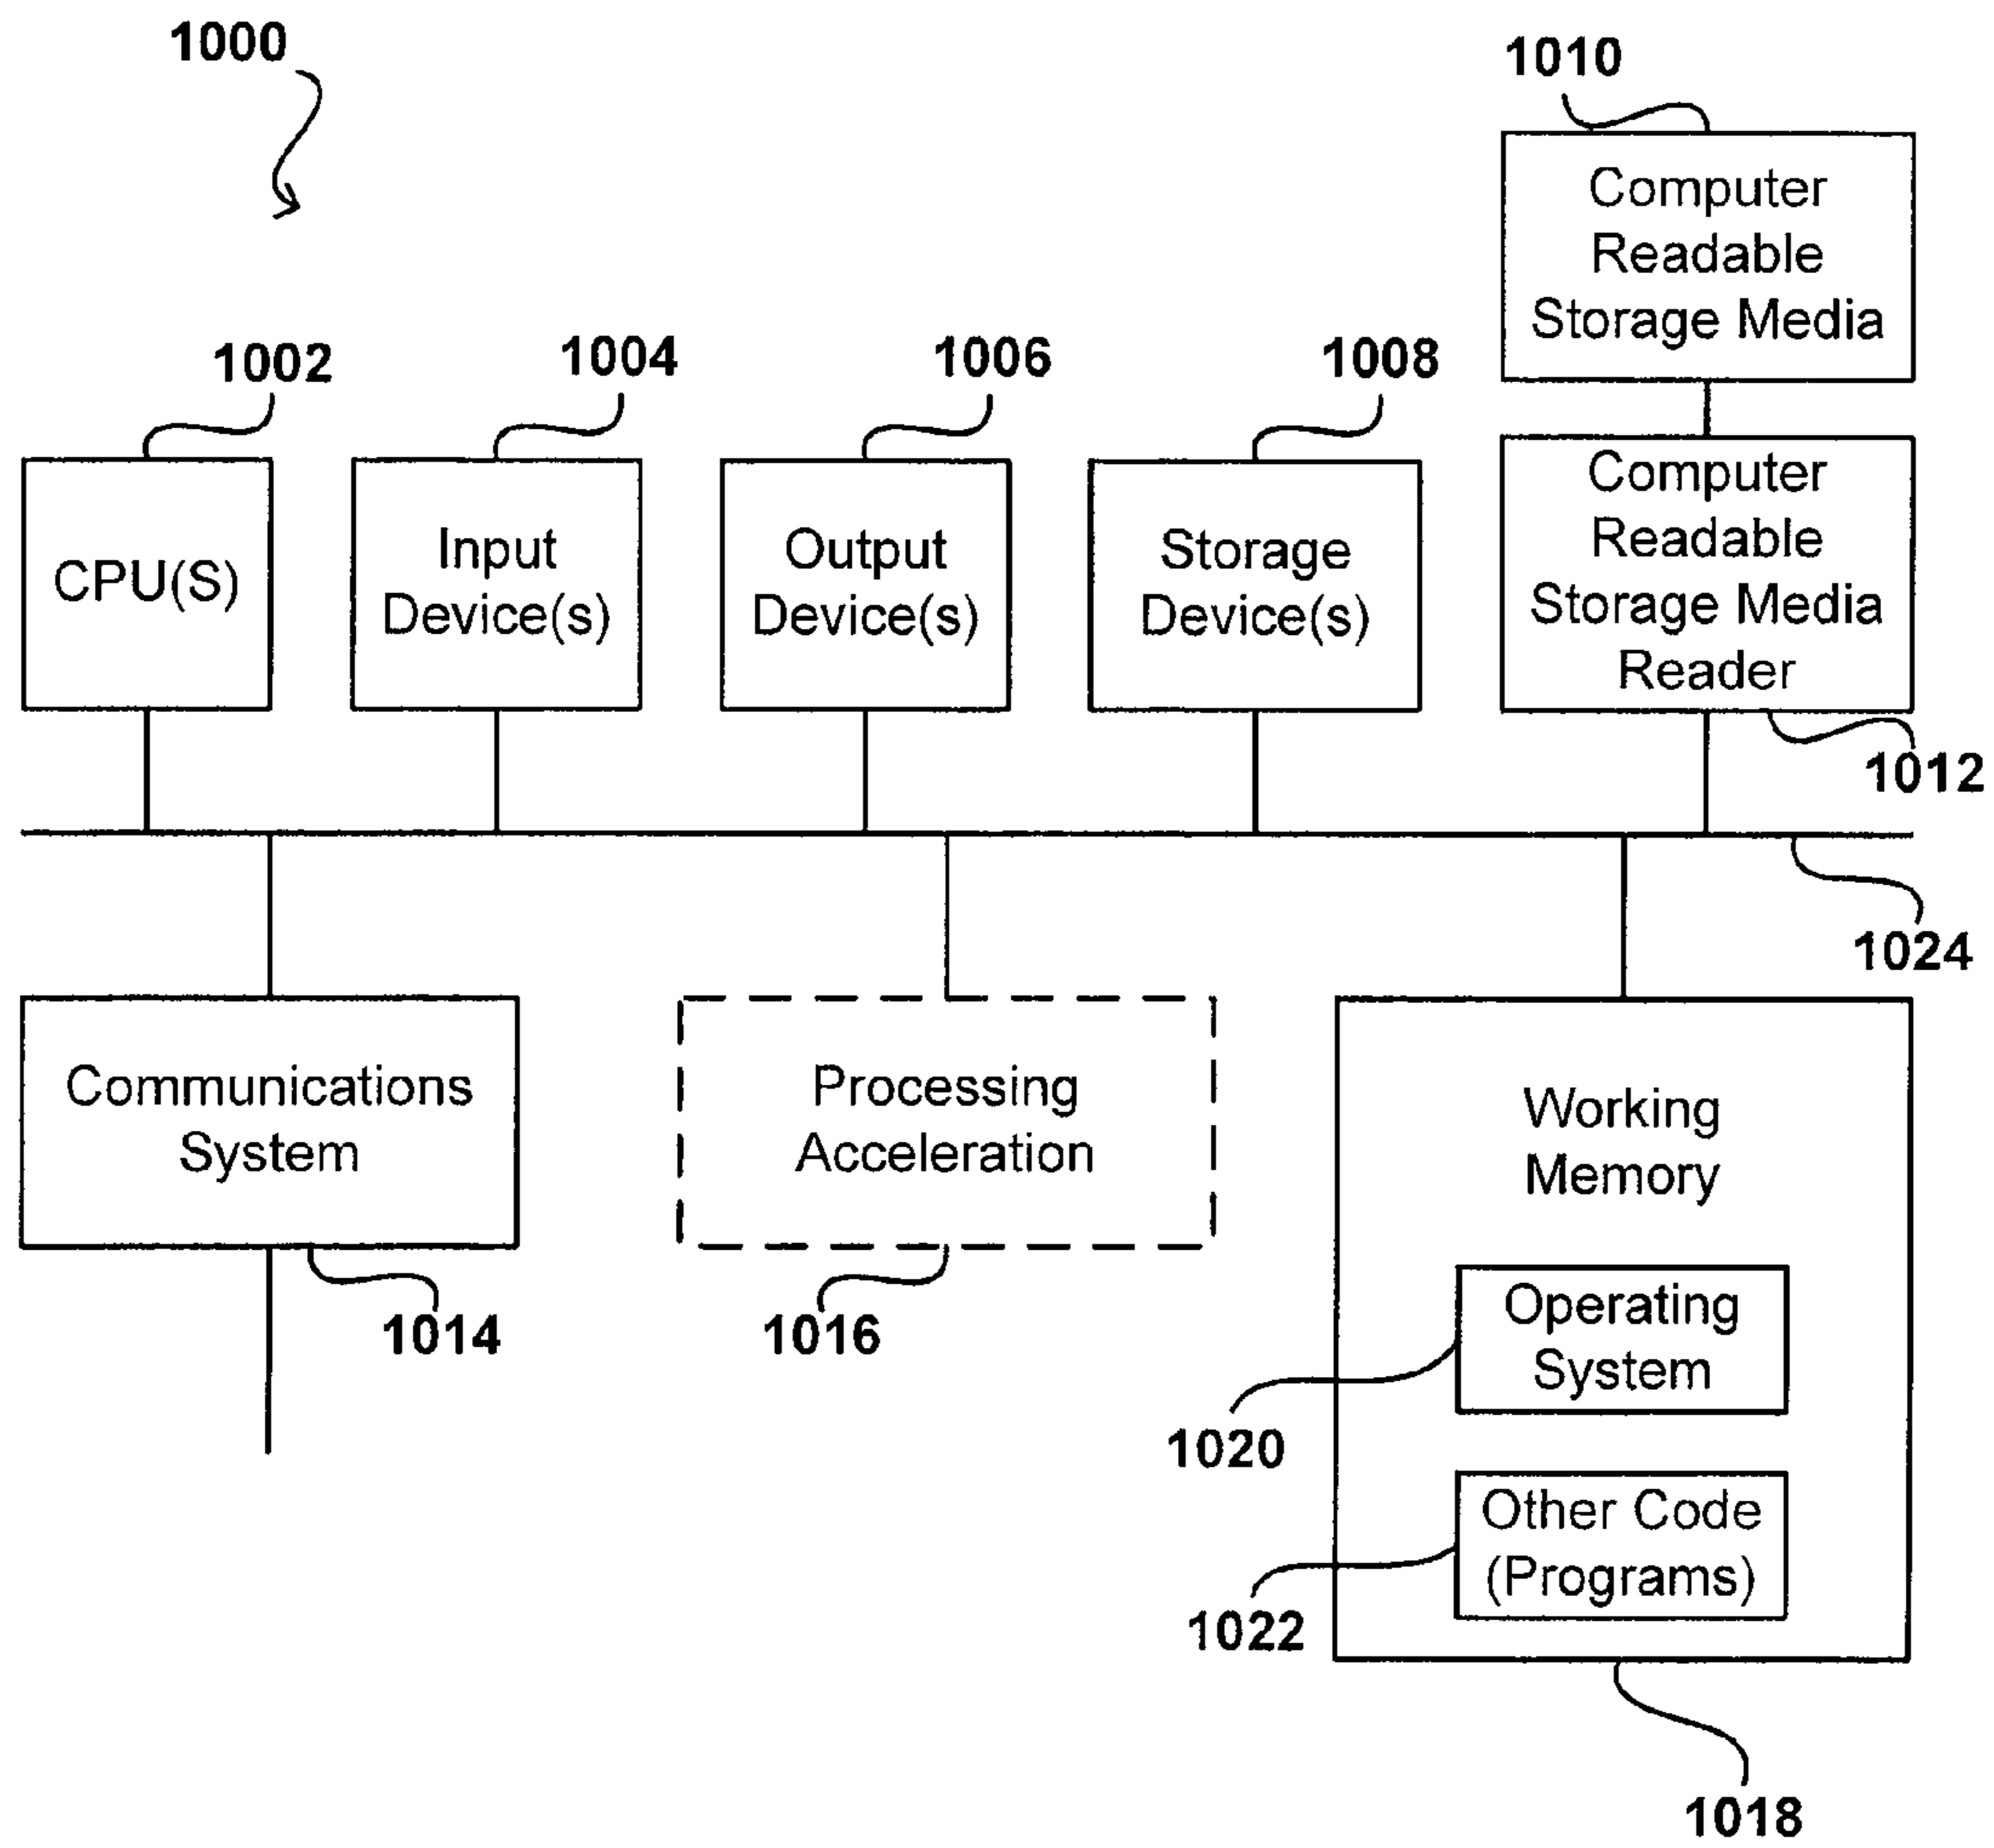 1000
1010
Computer
Readable
Storage Media
1002
1004
1006
1008
CPU(S)
Input
Device(s)
Output
Device(s)
Storage
Device(s)
Computer
Readable
Storage Media
Reader
1012
1024
Communications
System
1014
Processing
Acceleration
1016
Working
Memory
Operating
System
1020
Other Code
(Programs)
1022
1018